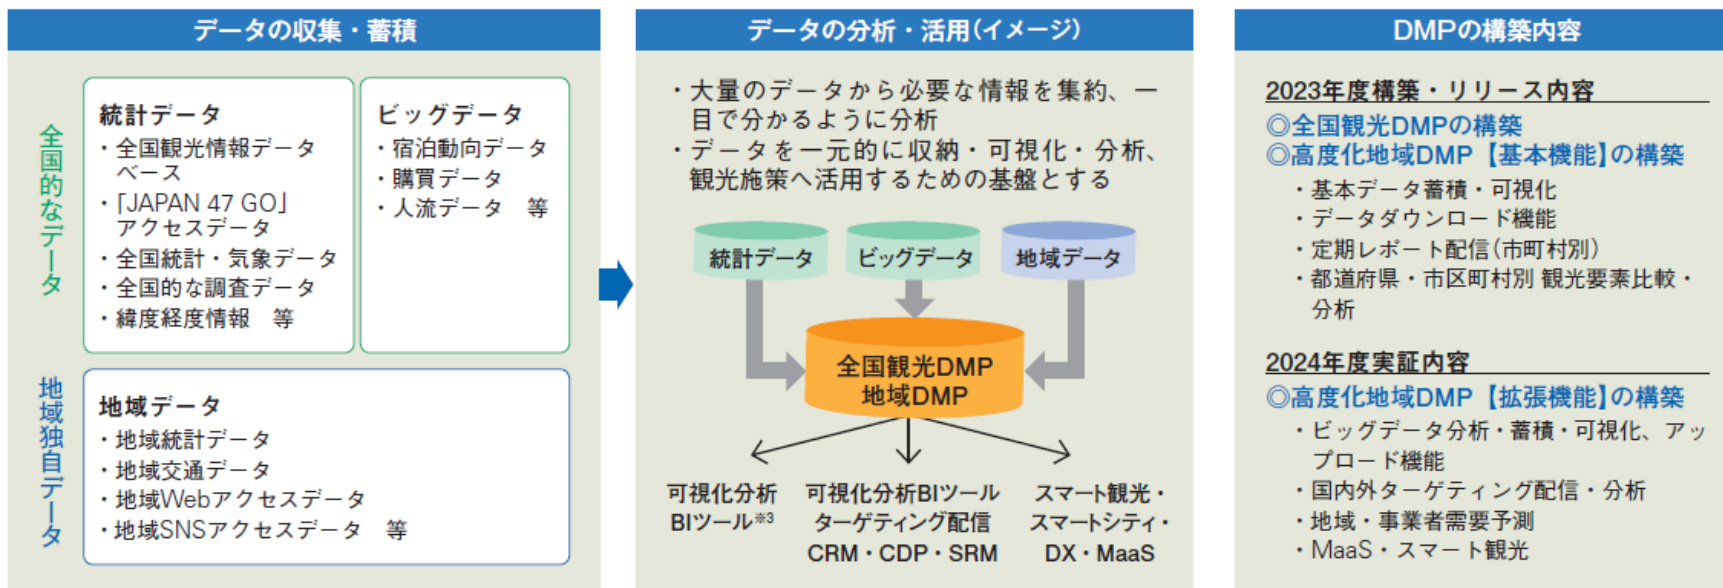 データの収集・蓄積
全国的なデータ
統計データ
・全国観光情報データ
ベース
・「JAPAN 47 GO」
アクセスデータ
・全国統計・気象データ
・全国的な調査データ
・緯度経度情報　等
ビッグデータ
・宿泊動向データ
・購買データ
・人流データ　等
地域独自データ
地域データ
・地域統計データ
・地域交通データ
・地域Webアクセスデータ
・地域SNSアクセスデータ　等
データの分析・活用(イメージ)
・大量のデータから必要な情報を集約、一
目で分かるように分析
・データを一元的に収納・可視化・分析、
観光施策へ活用するための基盤とする
統計データ
ビッグデータ
地域データ
全国観光DMP
地域DMP
可視化分析
BIツール※3
可視化分析BIツール
ターゲティング配信
CRM・CDP・SRM
スマート観光・
スマートシティ・
DX・MaaS
DMPの構築内容
2023年度構築・リリース内容
◎全国観光DMPの構築
◎高度化地域DMP【基本機能】の構築
・基本データ蓄積・可視化
・データダウンロード機能
・定期レポート配信(市町村別)
・都道府県・市区町村別 観光要素比較・
分析
2024年度実証内容
◎高度化地域DMP【拡張機能】の構築
・ビッグデータ分析・蓄積・可視化、アッ
プロード機能
・国内外ターゲティング配信・分析
・地域・事業者需要予測
・MaaS・スマート観光